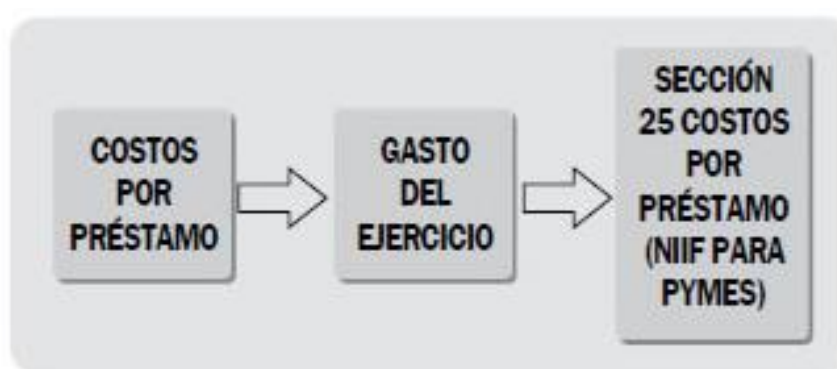 COSTOS
POR
PRÉSTAMO
GASTO
DEL
EJERCICIO
SECCIÓN
25 COSTOS
POR
PRÉSTAMO
(NIIF PARA
PYMES)